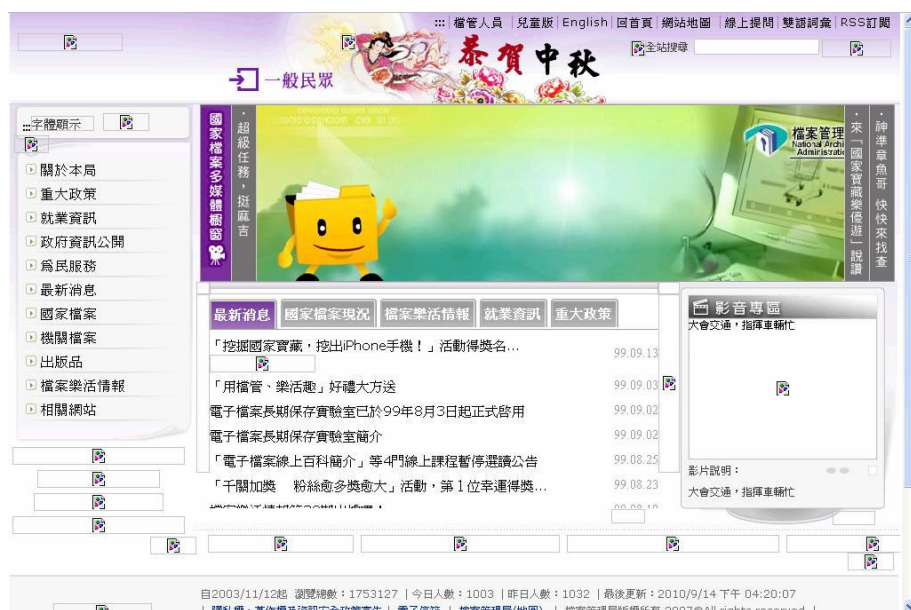 ::: 檔管人員 |兒童版|English|回首頁|網站地圖 |線上提問|雙語詞彙|RSS訂閱
恭賀中秋
全站搜尋
一般民眾
:::字體顯示
關於本局
重大政策
就業資訊
政府資訊公開
為民服務
最新消息
國家檔案
機關檔案
出版品
檔案樂活情報
相關網站
國家檔案多媒體櫥窗
‧超級任務,挺麻吉
檔案管理
National Archi
Administratio
‧來「國家寶藏樂優遊」說讚
‧神準章魚哥 快快來找查
最新消息 國家檔案現況 檔案樂活情報 就業資訊 重大政策
「挖掘國家寶藏,挖出iPhone手機!」活動得獎名... 99.09.13
「用檔管、樂活趣」好禮大方送 99.09.03
電子檔案長期保存實驗室已於99年8月3日起正式啟用 99.09.02
電子檔案長期保存實驗室簡介 99.09.02
「電子檔案線上百科簡介」等4門線上課程暫停選讀公告 99.08.25
「千關加獎 粉絲愈多獎愈大」活動,第1位幸運得獎... 99.08.23
影音專區
大會交通,指揮車輛忙
影片說明:
大會交通,指揮車輛忙
自2003/11/12起 瀏覽總數:1753127 |今日人數:1003 |昨日人數:1032 |最後更新:2010/9/14 下午 04:20:07